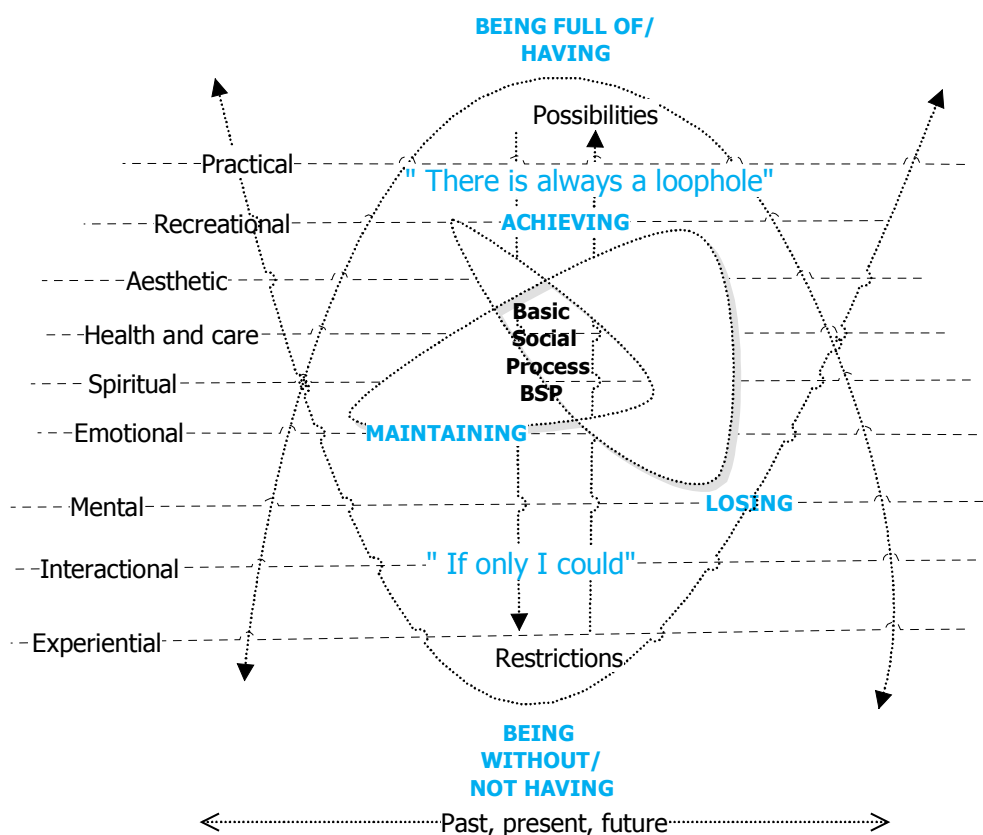 BEING FULL OF/
HAVING
Possibilities
Practical
" There is always a loophole"
Recreational
ACHIEVING
Aesthetic
Basic
Social
Process
BSP
Health and care
Spiritual
Emotional
MAINTAINING
Mental
LOSING
Interactional
" If only I could"
Experiential
Restrictions
BEING
WITHOUT/
NOT HAVING
Past, present, future